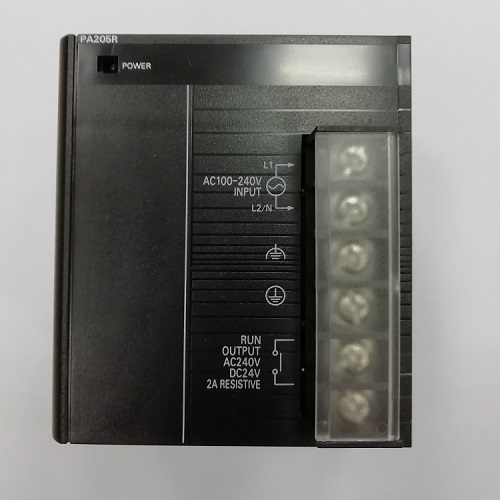 PA205R
POWER
L1
AC100-240V
INPUT
L2/N
RUN
OUTPUT
AC240V
DC24V
2A RESISTIVE